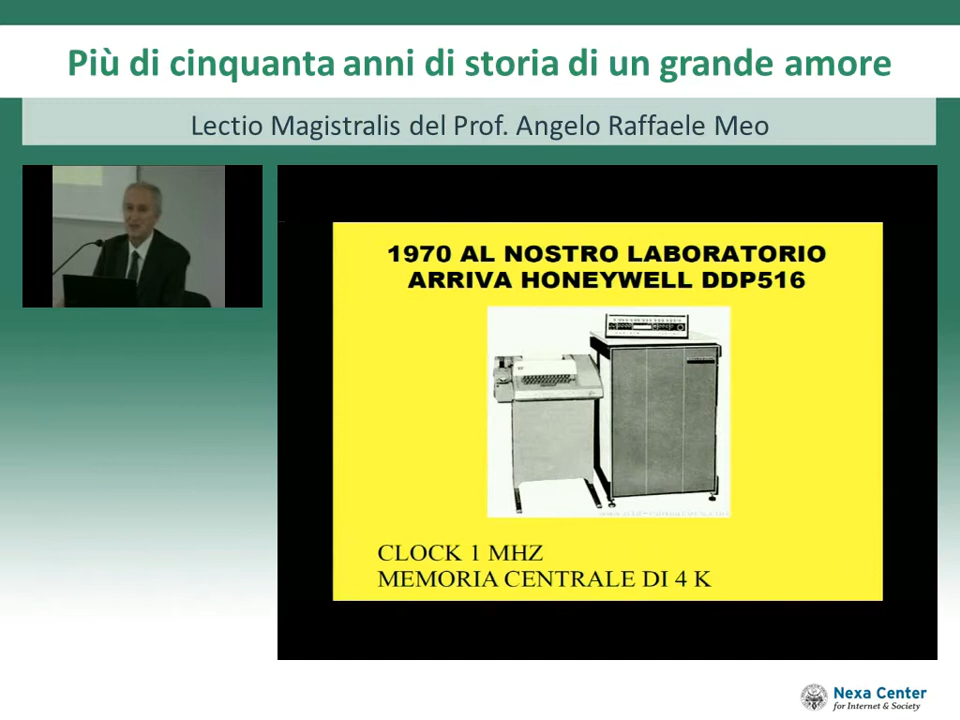 Più di cinquanta anni di storia di un grande amore
Lectio Magistralis del Prof. Angelo Raffaele Meo
1970 AL NOSTRO LABORATORIO
ARRIVA HONEYWELL DDP516
CLOCK 1 MHZ
MEMORIA CENTRALE DI 4 K
Nexa Center
for Internet & Society